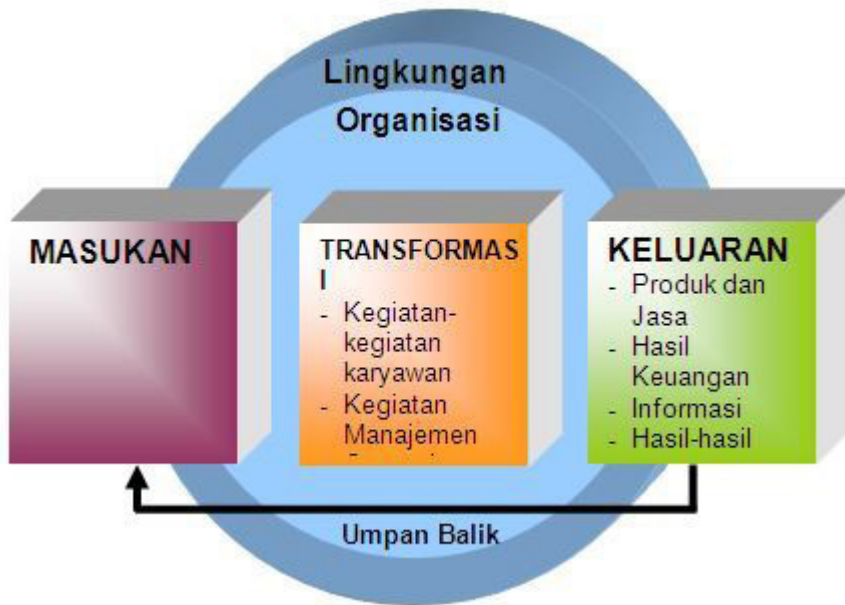 Lingkungan
Organisasi
MASUKAN
TRANSFORMAS
I
- Kegiatan-
kegiatan
karyawan
- Kegiatan
Manajemen
KELUARAN
- Produk dan
Jasa
- Hasil
Keuangan
- Informasi
- Hasil-hasil
Umpan Balik